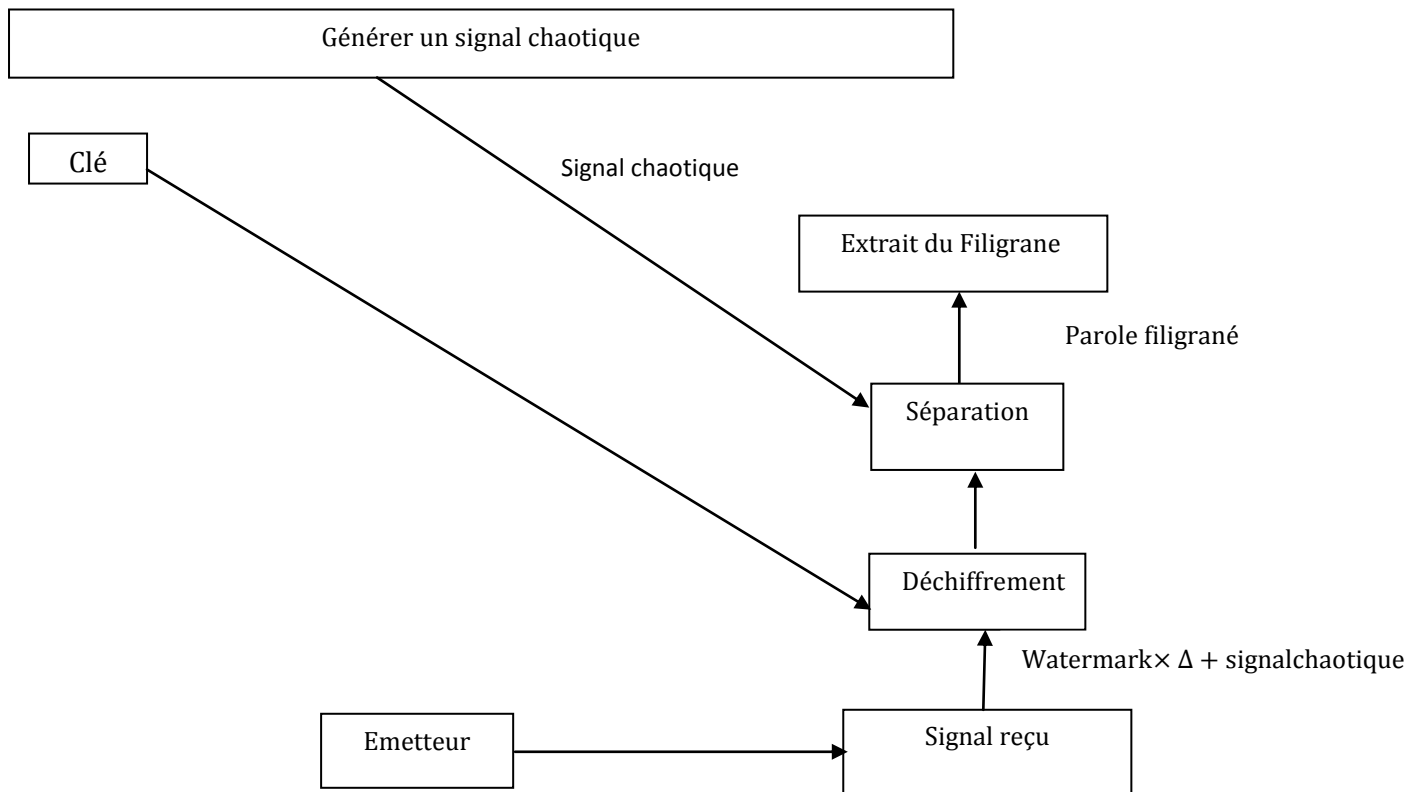 Générer un signal chaotique
Clé
Signal chaotique
Extrait du Filigrane
Parole filigrané
Séparation
Déchiffrement
Watermark× Δ + signalchaotique
Emetteur
Signal reçu